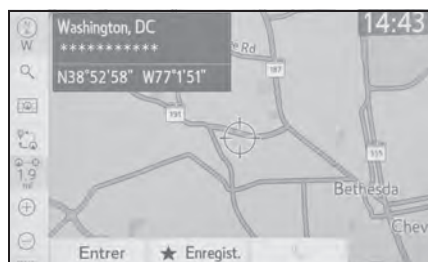 N
W
Washington, DC
***********
N38°52'58" W77°1'51"
14:43
Rd
187
191
355
1.9
Bethesda
Chev
Entrer
★ Enregist.